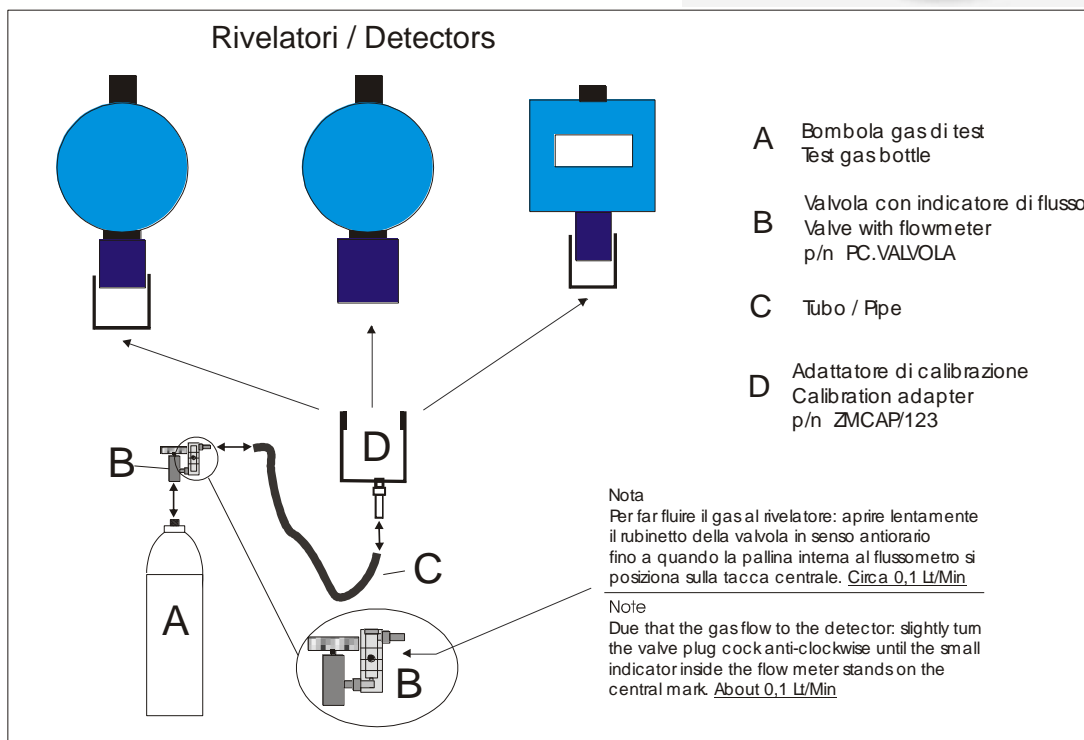 Rivelatori / Detectors
A
Bombola gas di test
Test gas bottle
B
Valvola con indicatore di flusso
Valve with flowmeter
p/n PC.VALVOLA
C
Tubo / Pipe
D
Adattatore di calibrazione
Calibration adapter
p/n ZMCAP/123
D
B
C
A
B
Nota
Per far fluire il gas al rivelatore: aprire lentamente
il rubinetto della valvola in senso antiorario
fino a quando la pallina interna al flussometro si
posiziona sulla tacca centrale. Circa 0,1 Lt/Min
Note
Due that the gas flow to the detector: slightly turn
the valve plug cock anti-clockwise until the small
indicator inside the flow meter stands on the
central mark. About 0,1 Lt/Min